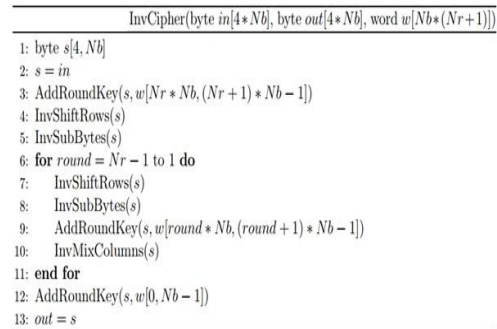 InvCipher(byte in[4*Nb], byte out[4*Nb], word w[Nb*(Nr+1)])
1: byte s[4, Nb]
2: s = in
3: AddRoundKey(s, w[Nr * Nb, (Nr + 1) * Nb − 1])
4: InvShiftRows(s)
5: InvSubBytes(s)
6: for round = Nr − 1 to 1 do
7: InvShiftRows(s)
8: InvSubBytes(s)
9: AddRoundKey(s, w[round * Nb, (round + 1) * Nb − 1])
10: InvMixColumns(s)
11: end for
12: AddRoundKey(s, w[0, Nb − 1])
13: out = s